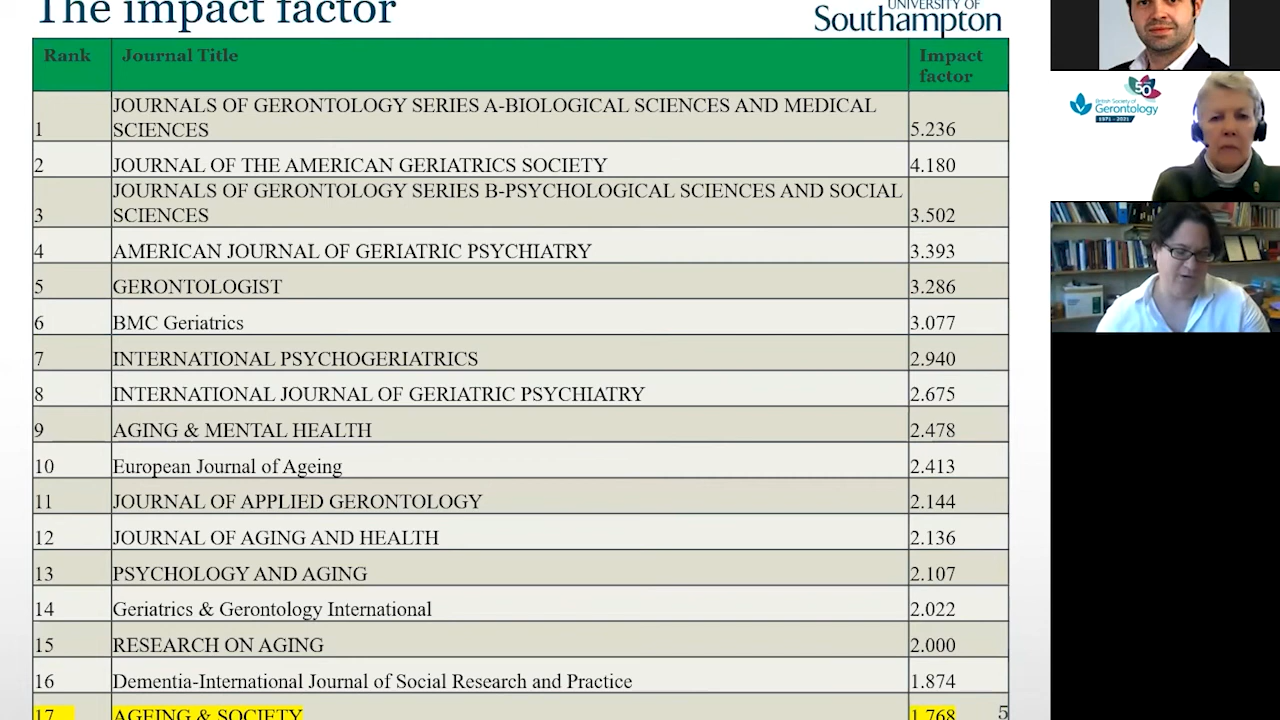 The impact factor
UNIVERSITY OF
Southampton
Rank Journal Title Impact
factor
JOURNALS OF GERONTOLOGY SERIES A-BIOLOGICAL SCIENCES AND MEDICAL
1 SCIENCES 5.236
2 JOURNAL OF THE AMERICAN GERIATRICS SOCIETY 4.180
JOURNALS OF GERONTOLOGY SERIES B-PSYCHOLOGICAL SCIENCES AND SOCIAL
3 SCIENCES 3.502
4 AMERICAN JOURNAL OF GERIATRIC PSYCHIATRY 3.393
5 GERONTOLOGIST 3.286
6 BMC Geriatrics 3.077
7 INTERNATIONAL PSYCHOGERIATRICS 2.940
8 INTERNATIONAL JOURNAL OF GERIATRIC PSYCHIATRY 2.675
9 AGING & MENTAL HEALTH 2.478
10 European Journal of Ageing 2.413
11 JOURNAL OF APPLIED GERONTOLOGY 2.144
12 JOURNAL OF AGING AND HEALTH 2.136
13 PSYCHOLOGY AND AGING 2.107
14 Geriatrics & Gerontology International 2.022
15 RESEARCH ON AGING 2.000
16 Dementia-International Journal of Social Research and Practice 1.874
17 AGEING & SOCIETY 1.768
5
50
British Society of
Gerontology
1971 - 2021